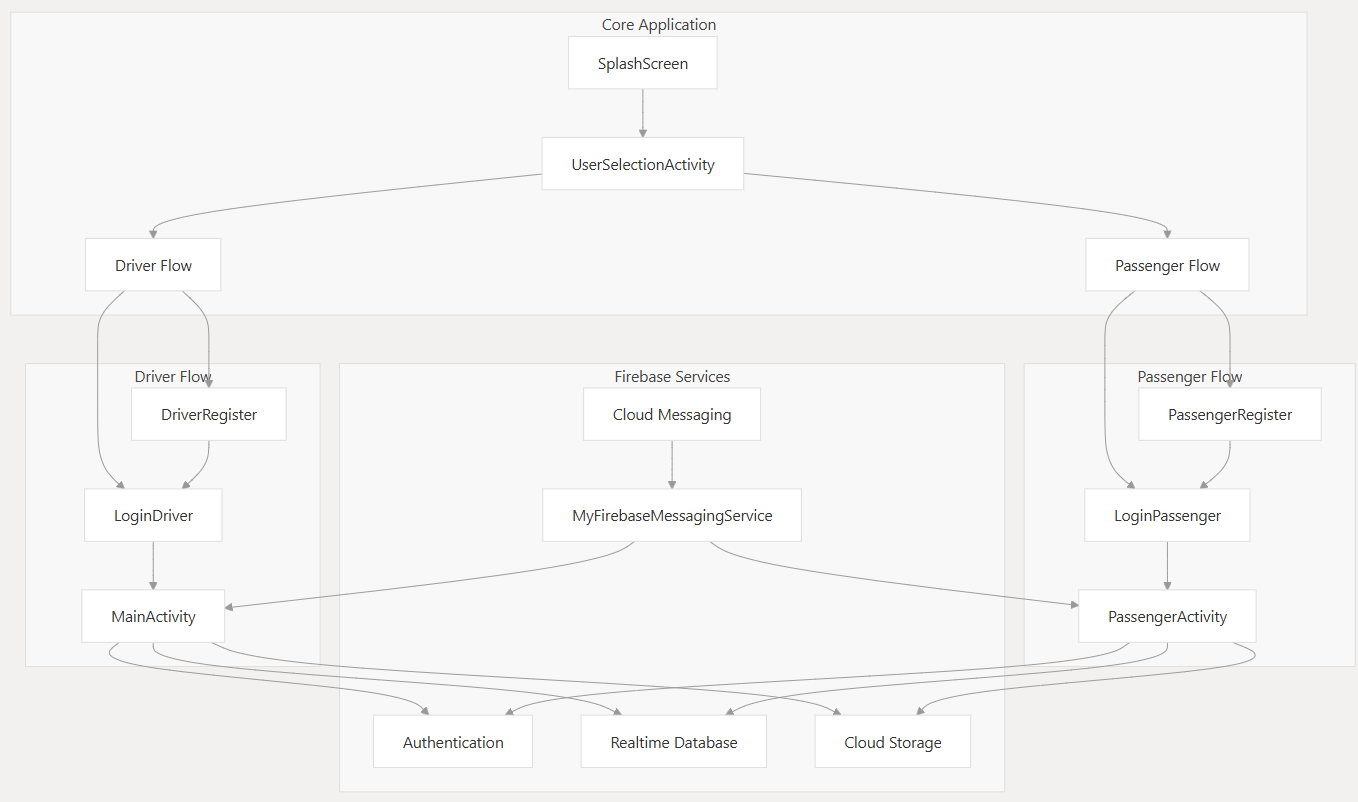 Core Application
SplashScreen
UserSelectionActivity
Driver Flow
Passenger Flow
Driver Flow
Firebase Services
Passenger Flow
DriverRegister
Cloud Messaging
PassengerRegister
LoginDriver
MyFirebaseMessagingService
LoginPassenger
MainActivity
PassengerActivity
Authentication
Realtime Database
Cloud Storage